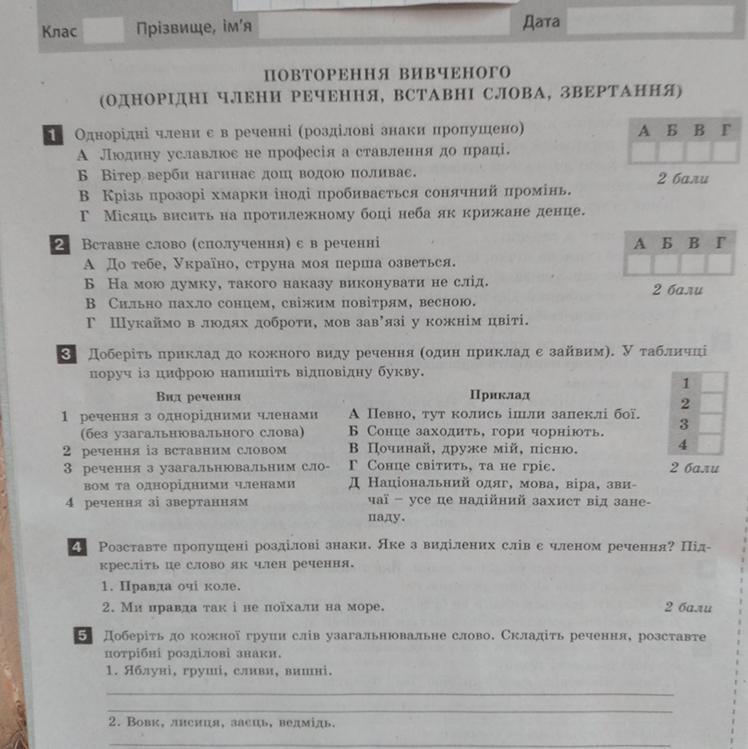 Клас Прізвище, ім'я Дата
ПОВТОРЕННЯ ВИВЧЕНОГО
(ОДНОРІДНІ ЧЛЕНИ РЕЧЕННЯ, ВСТАВНІ СЛОВА, ЗВЕРТАННЯ)
1 Однорідні члени є в реченні (розділові знаки пропущено)
А Людину уславлює не професія а ставлення до праці.
Б Вітер верби нагинає дощ водою поливає.
В Крізь прозорі хмарки іноді пробивається сонячний промінь.
Г Місяць висить на протилежному боці неба як крижане денце.
А Б В Г
2 бали
2 Вставне слово (сполучення) є в реченні
А До тебе, Україно, струна моя перша озветься.
Б На мою думку, такого наказу виконувати не слід.
В Сильно пахло сонцем, свіжим повітрям, весною.
Г Шукаймо в людях доброти, мов зав'язі у кожнім цвіті.
А Б В Г
2 бали
3 Доберіть приклад до кожного виду речення (один приклад є зайвим). У табличці
поруч із цифрою напишіть відповідну букву.
Вид речення
1 речення з однорідними членами
(без узагальнювального слова)
2 речення із вставним словом
3 речення з узагальнювальним сло-
вом та однорідними членами
4 речення зі звертанням
Приклад
А Певно, тут колись ішли запеклі бої.
Б Сонце заходить, гори чорніють.
В Починай, друже мій, пісню.
Г Сонце світить, та не гріє.
Д Національний одяг, мова, віра, зви-
чаї – усе це надійний захист від зане-
паду.
1
2
3
4
2 бали
4 Розставте пропущені розділові знаки. Яке з виділених слів є членом речення? Під-
кресліть це слово як член речення.
1. Правда очі коле.
2. Ми правда так і не поїхали на море.
2 бали
5 Доберіть до кожної групи слів узагальнювальне слово. Складіть речення, розставте
потрібні розділові знаки.
1. Яблуні, груші, сливи, вишні.
2. Вовк, лисиця, заєць, ведмідь.